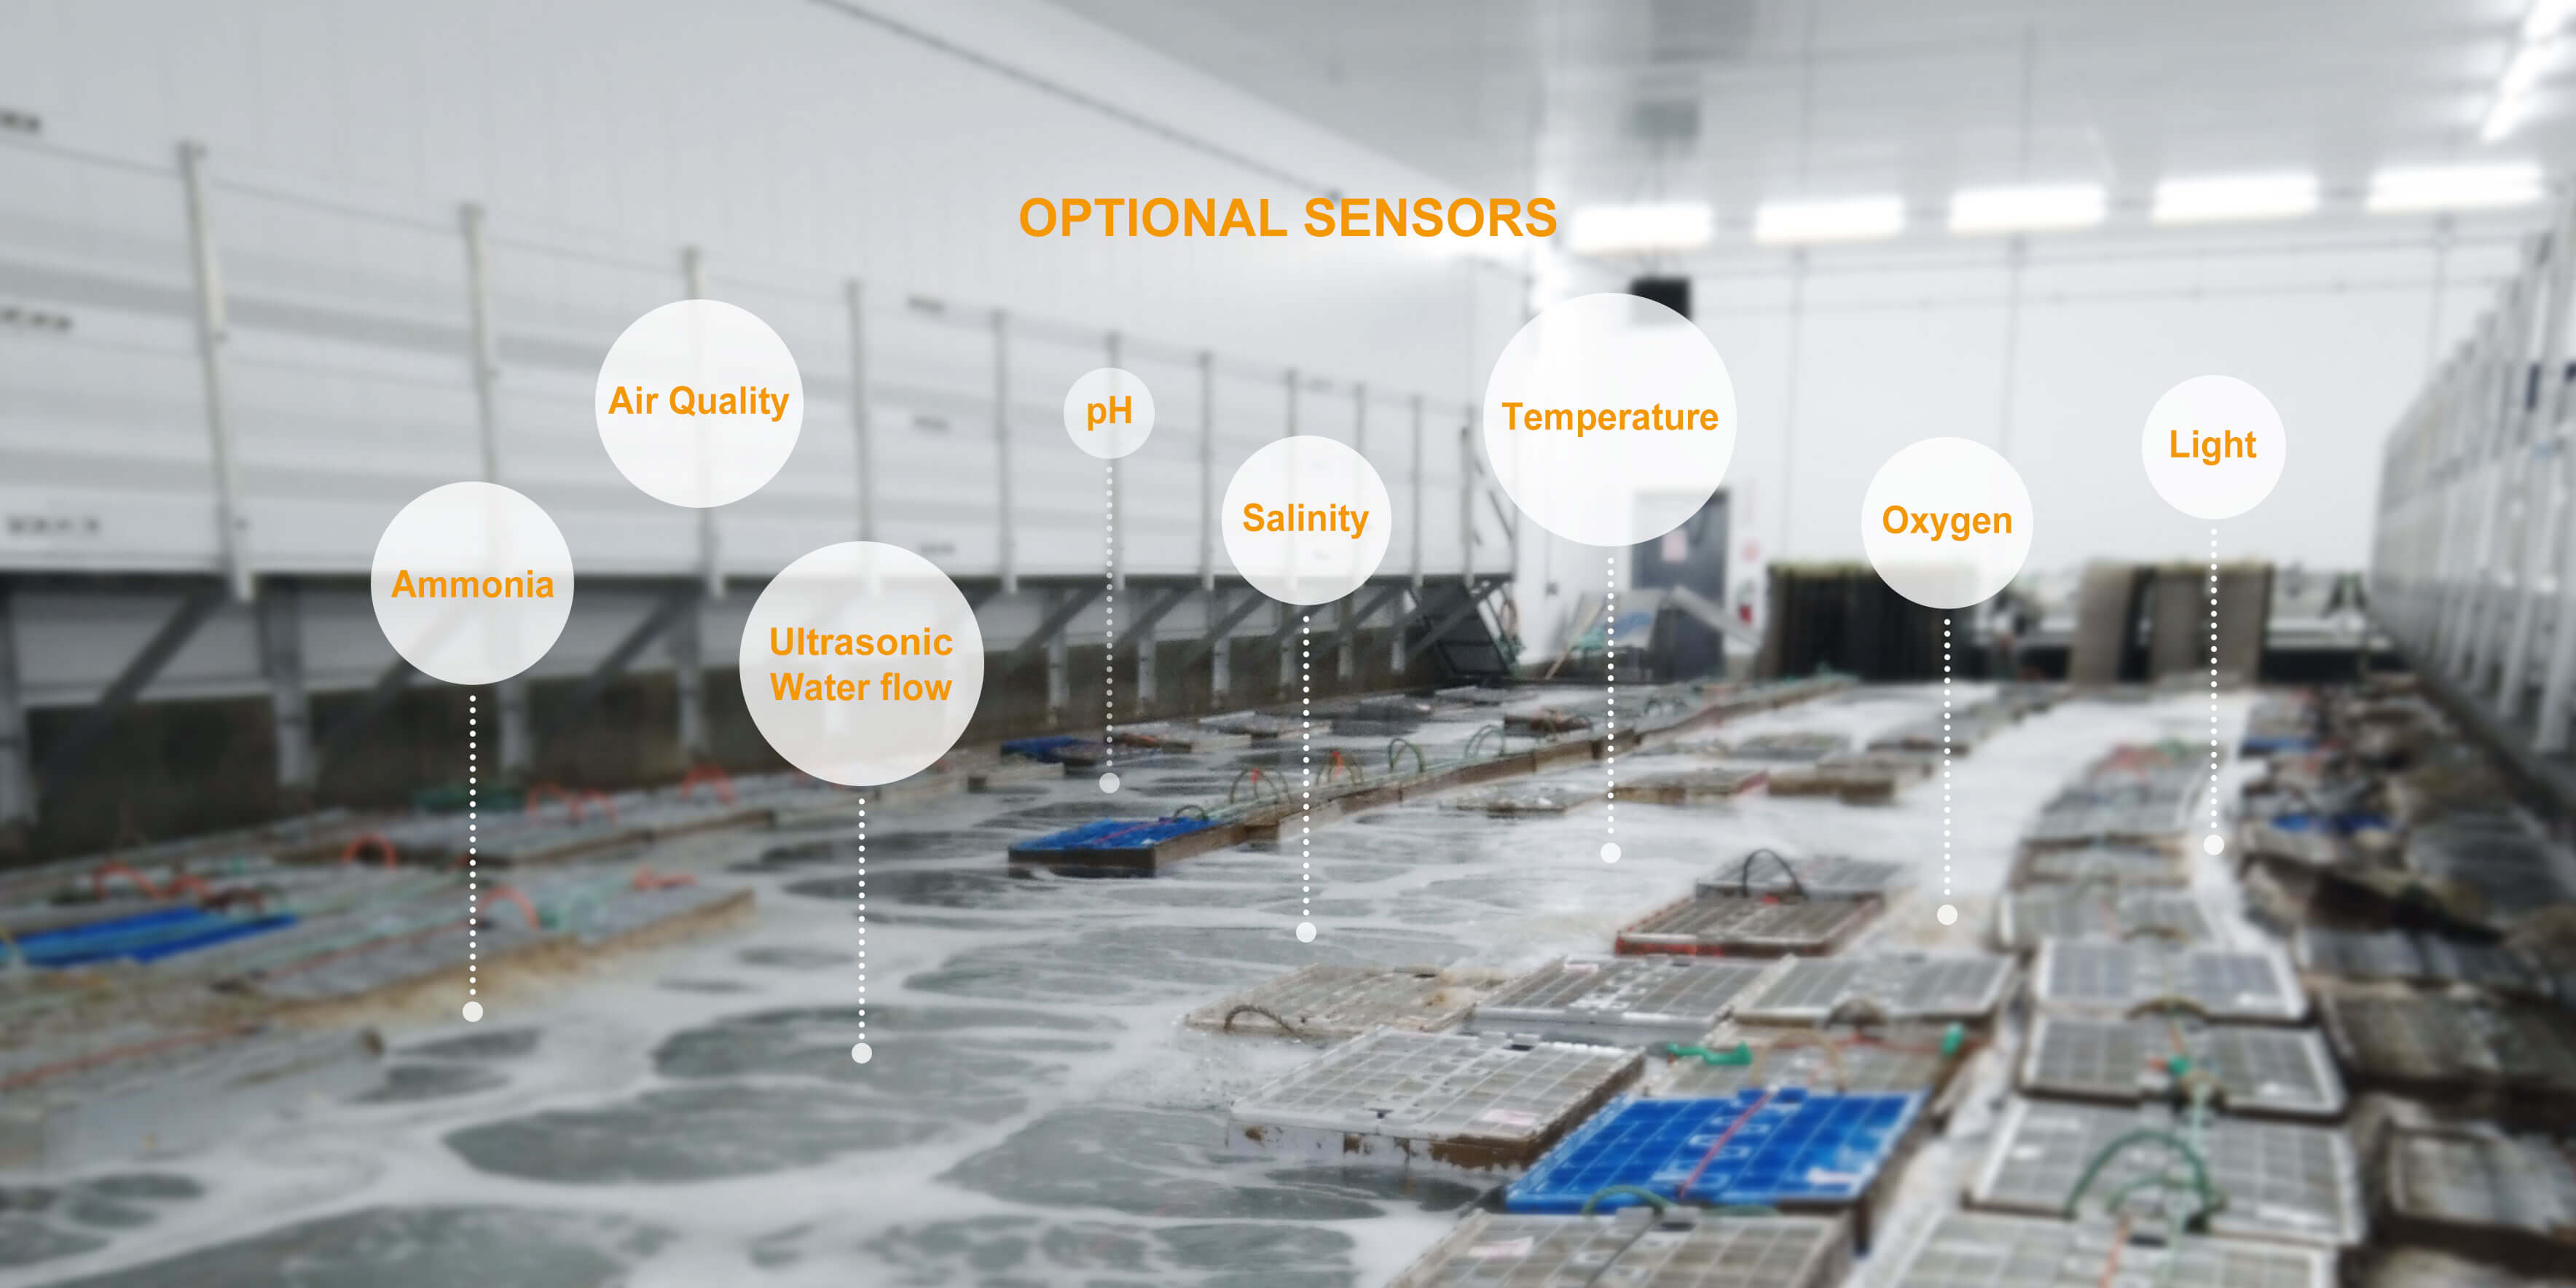 OPTIONAL SENSORS
Air Quality
pH
Temperature
Light
Salinity
Oxygen
Ammonia
Ultrasonic
Water flow